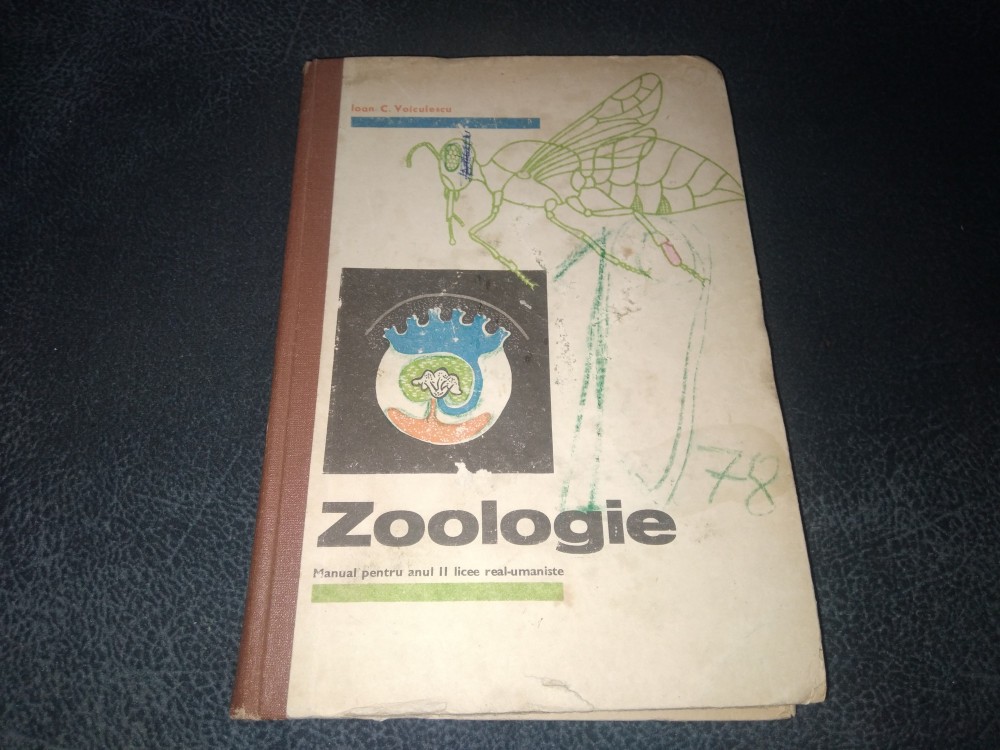 Ioan C. Voiculescu
78
Zoologie
Manual pentru anul II licee real-umaniste